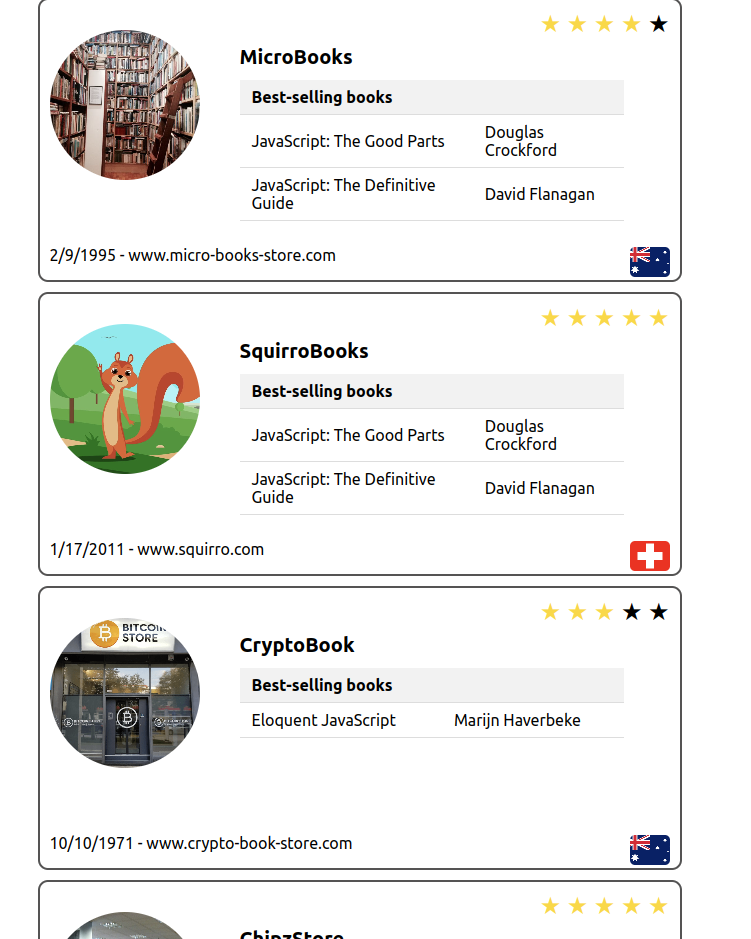 MicroBooks
Best-selling books
JavaScript: The Good Parts
Douglas
Crockford
JavaScript: The Definitive
Guide
David Flanagan
2/9/1995 - www.micro-books-store.com
SquirroBooks
Best-selling books
JavaScript: The Good Parts
Douglas
Crockford
JavaScript: The Definitive
Guide
David Flanagan
1/17/2011 - www.squirro.com
BITCOIN
STORE
CryptoBook
Best-selling books
Eloquent JavaScript
Marijn Haverbeke
10/10/1971 - www.crypto-book-store.com
ChipzStore